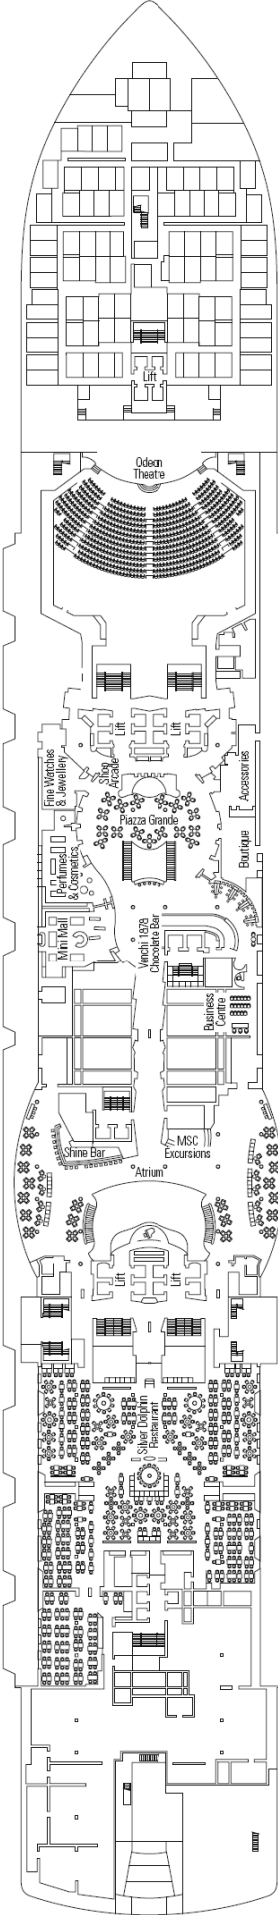 Lift
Odeon
Theatre
Lift
Lift
Shop
Arcade
Fine Watches
& Jewellery
Accessories
Piazza Grande
Boutique
Perfumes
& Cosmetics
Mini Mall
Venchi 1878
Chocolate Bar
Business
Centre
Shine Bar
MSC
Excursions
Atrium
Lift
Lift
Silver Dolphin
Restaurant